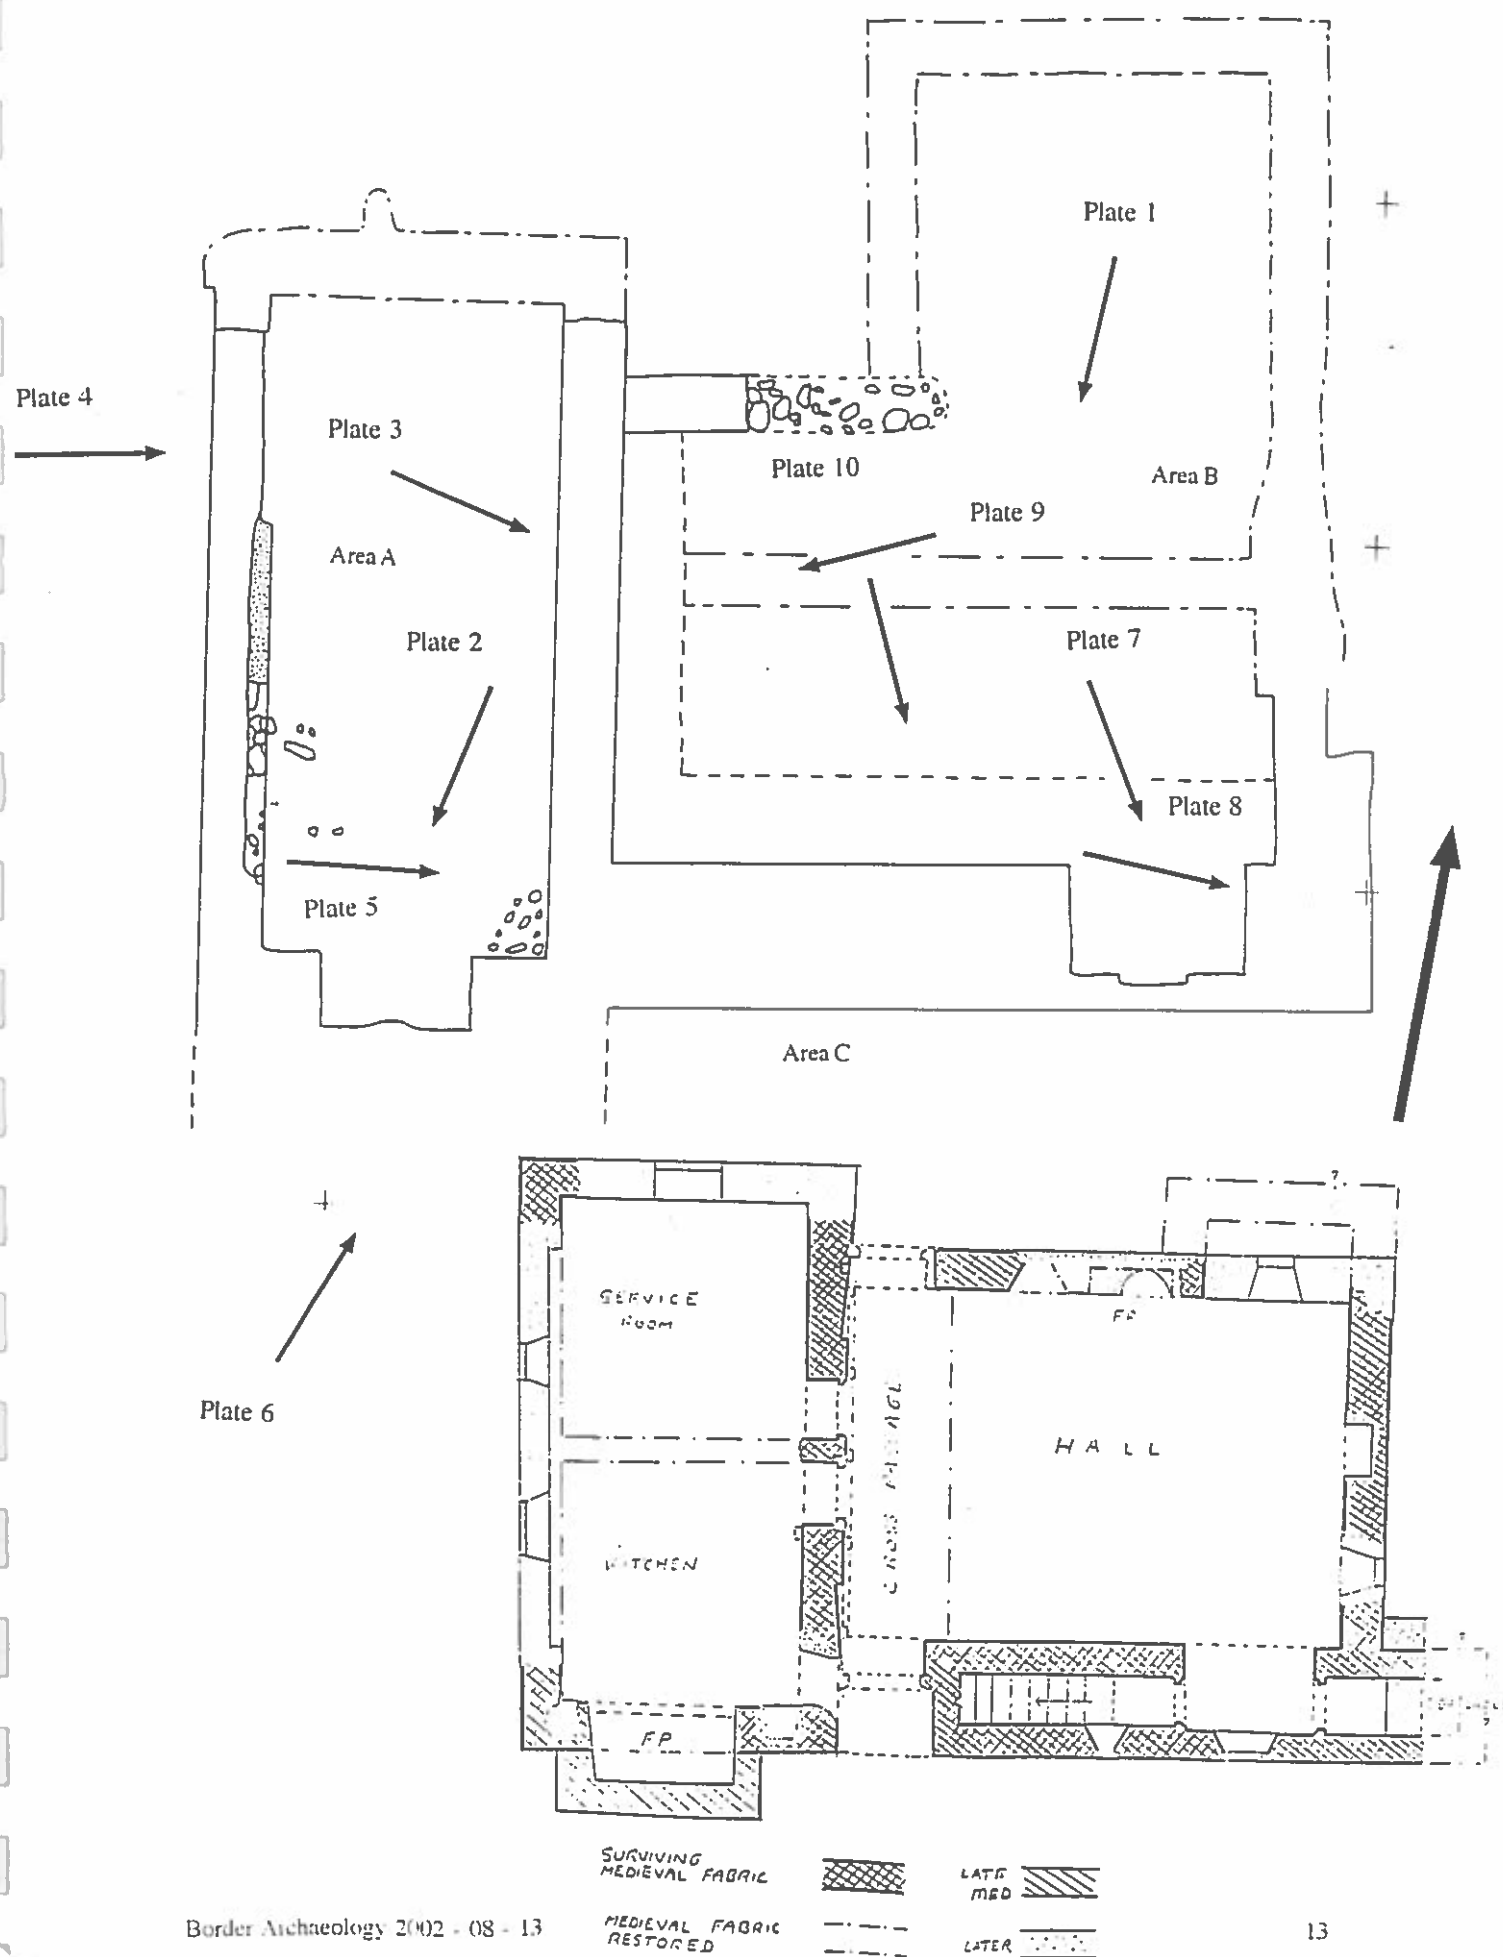 Plate 1
Plate 4
Plate 3
Plate 10
Area B
Plate 9
Area A
Plate 2
Plate 7
Plate 8
Plate 5
Area C
?
SERVICE
ROOM
FP
Plate 6
CROSS PASSAGE
HALL
KITCHEN
FP
SURVIVING
MEDIEVAL FABRIC
LATE
MED
MEDIEVAL FABRIC
RESTORED
LATER
Border Archaeology 2002 - 08 - 13
13